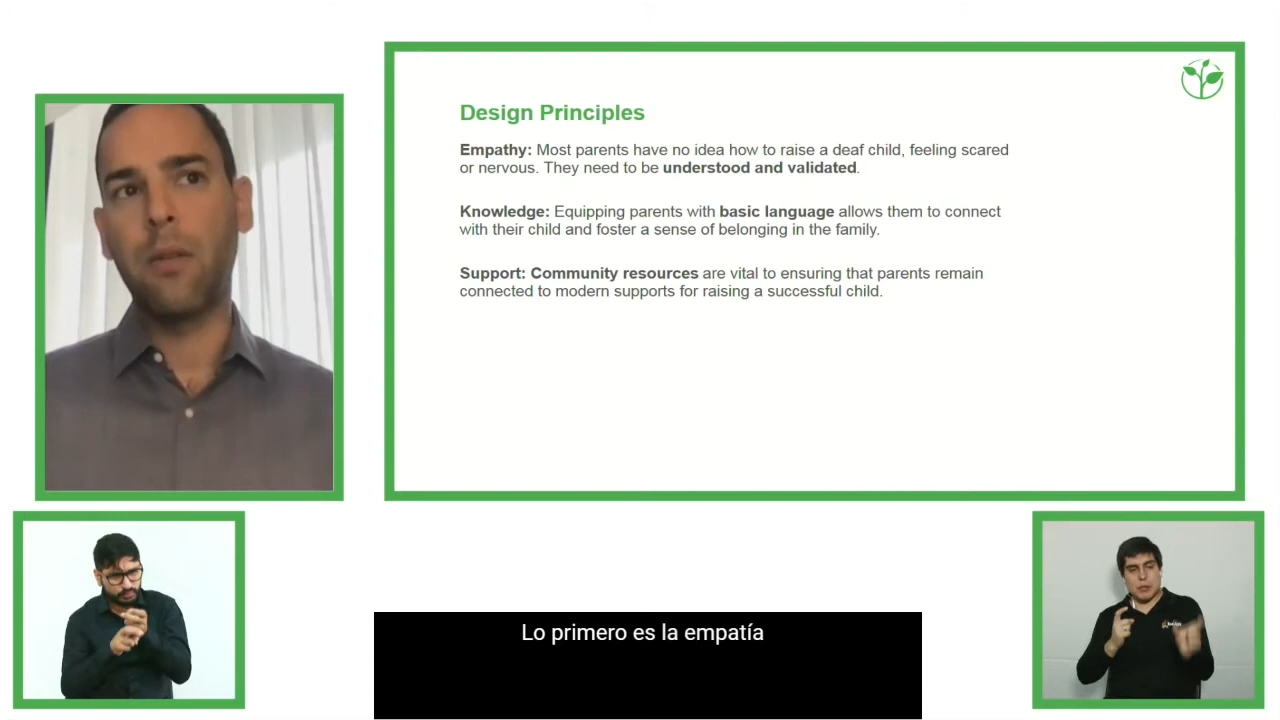 Design Principles
Empathy: Most parents have no idea how to raise a deaf child, feeling scared
or nervous. They need to be understood and validated.
Knowledge: Equipping parents with basic language allows them to connect
with their child and foster a sense of belonging in the family.
Support: Community resources are vital to ensuring that parents remain
connected to modern supports for raising a successful child.
Lo primero es la empatía